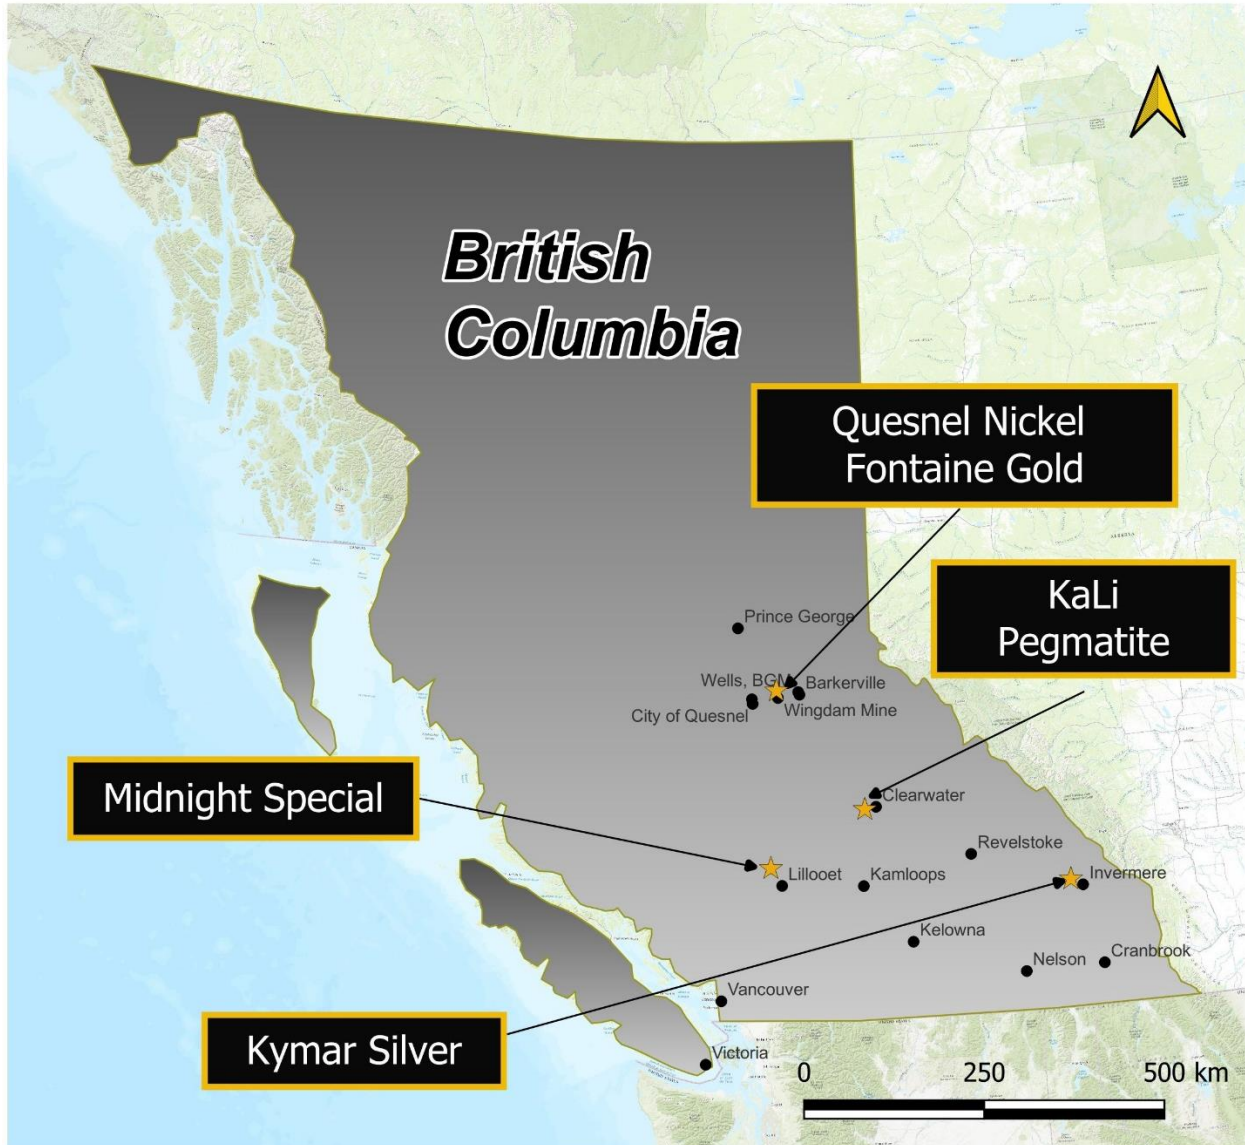 British
Columbia
Quesnel Nickel
Fontaine Gold
KaLi
Pegmatite
Prince George
Wells, BGM
Barkerville
City of Quesnel
Wingdam Mine
Midnight Special
Clearwater
Revelstoke
Lillooet
Kamloops
Invermere
Kelowna
Nelson
Cranbrook
Vancouver
Kymar Silver
Victoria
0 250 500 km